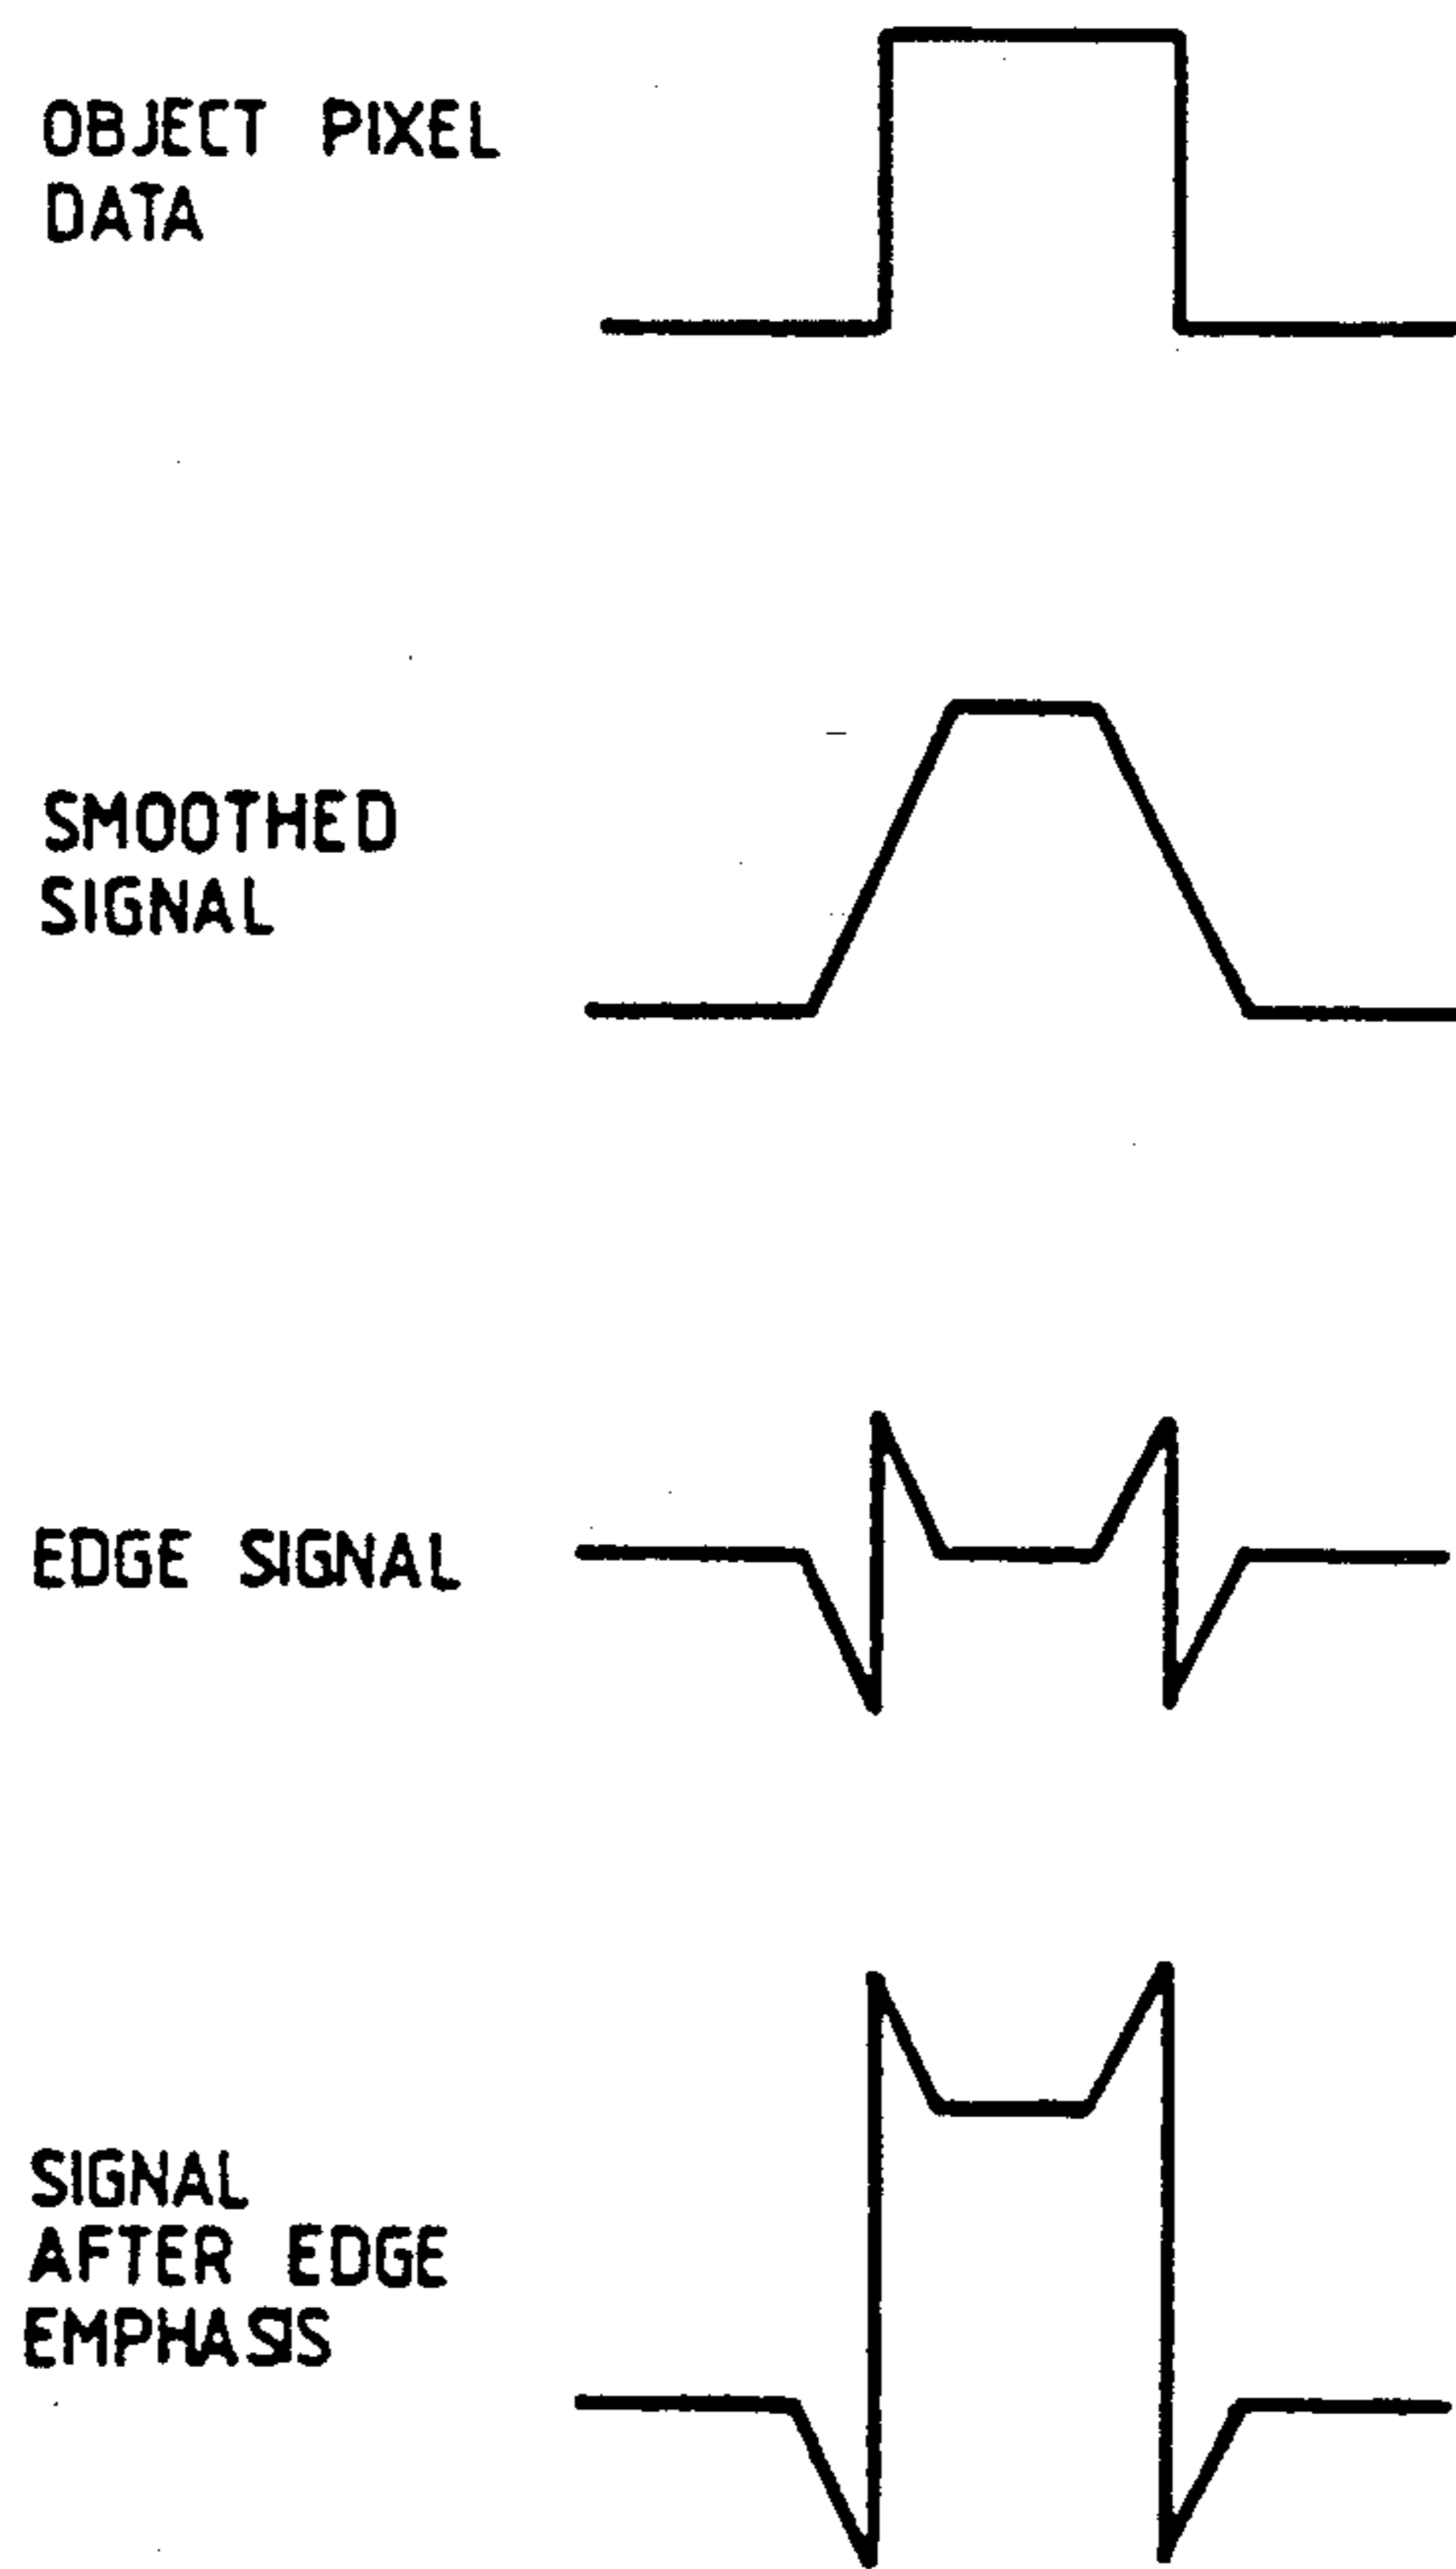 OBJECT PIXEL
DATA
SMOOTHED
SIGNAL
EDGE SIGNAL
SIGNAL
AFTER EDGE
EMPHASIS